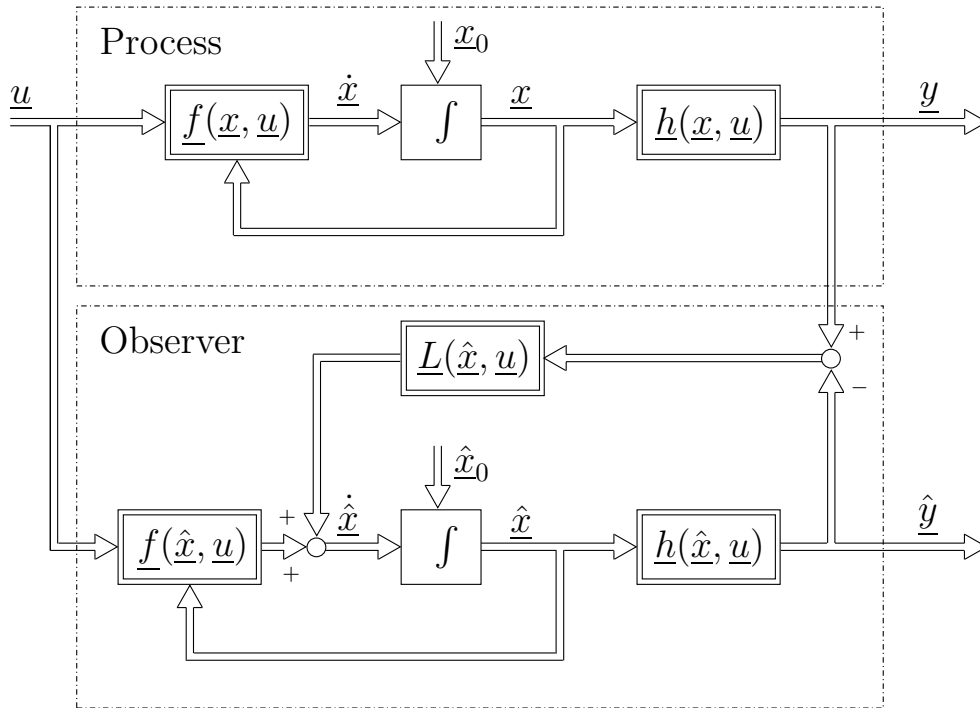 Process
x̲₀
u̲
f̲(x̲, u̲)
ẋ̲
∫
x̲
h̲(x̲, u̲)
y̲
+
Observer
L̲(x̲̂, u̲)
−
x̲̂₀
f̲(x̲̂, u̲)
+
+
x̲̂̇
∫
x̲̂
h̲(x̲̂, u̲)
ŷ̲